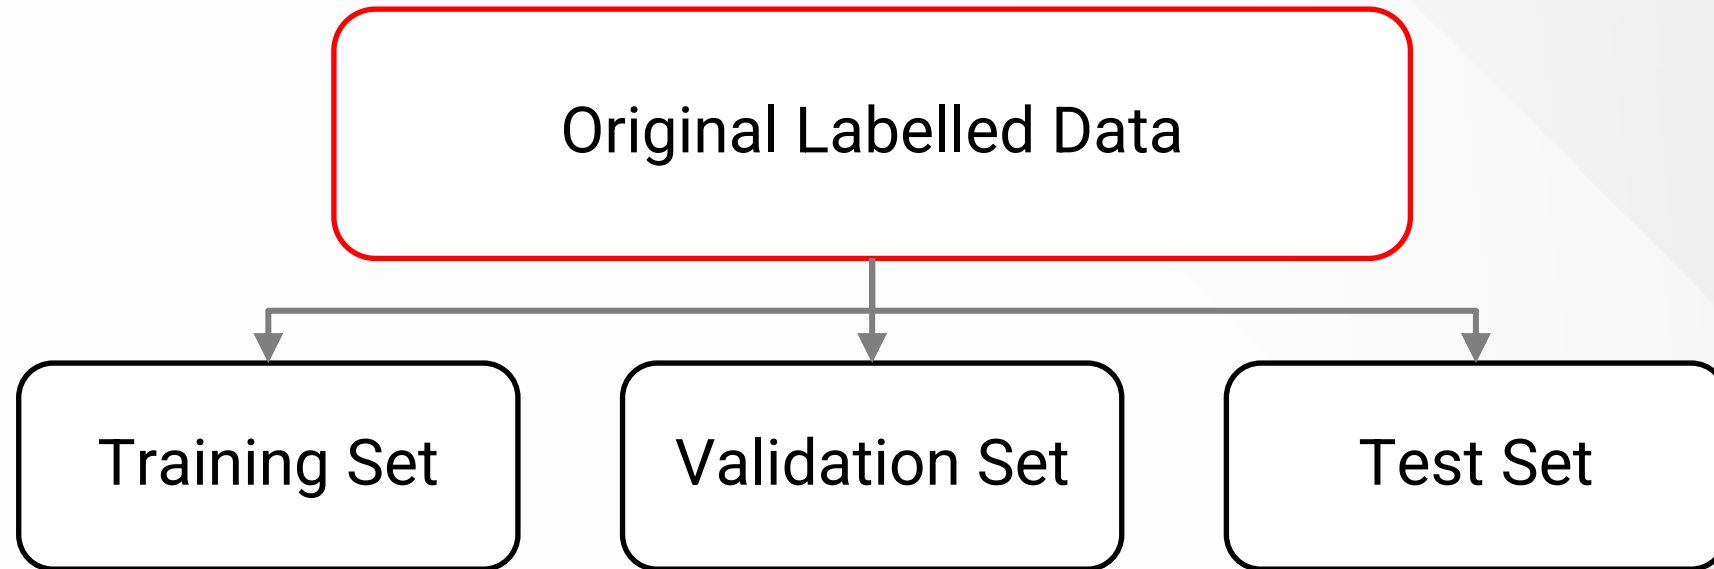 Original Labelled Data
Training Set
Validation Set
Test Set